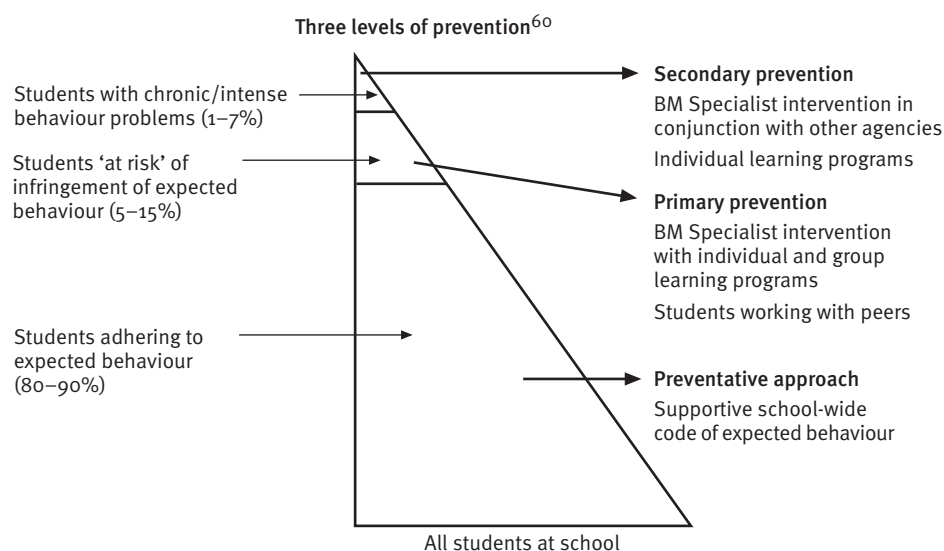 Three levels of prevention60
Students with chronic/intense
behaviour problems (1–7%)
Students ‘at risk’ of
infringement of expected
behaviour (5–15%)
Students adhering to
expected behaviour
(80–90%)
Secondary prevention
BM Specialist intervention in
conjunction with other agencies
Individual learning programs
Primary prevention
BM Specialist intervention
with individual and group
learning programs
Students working with peers
Preventative approach
Supportive school-wide
code of expected behaviour
All students at school